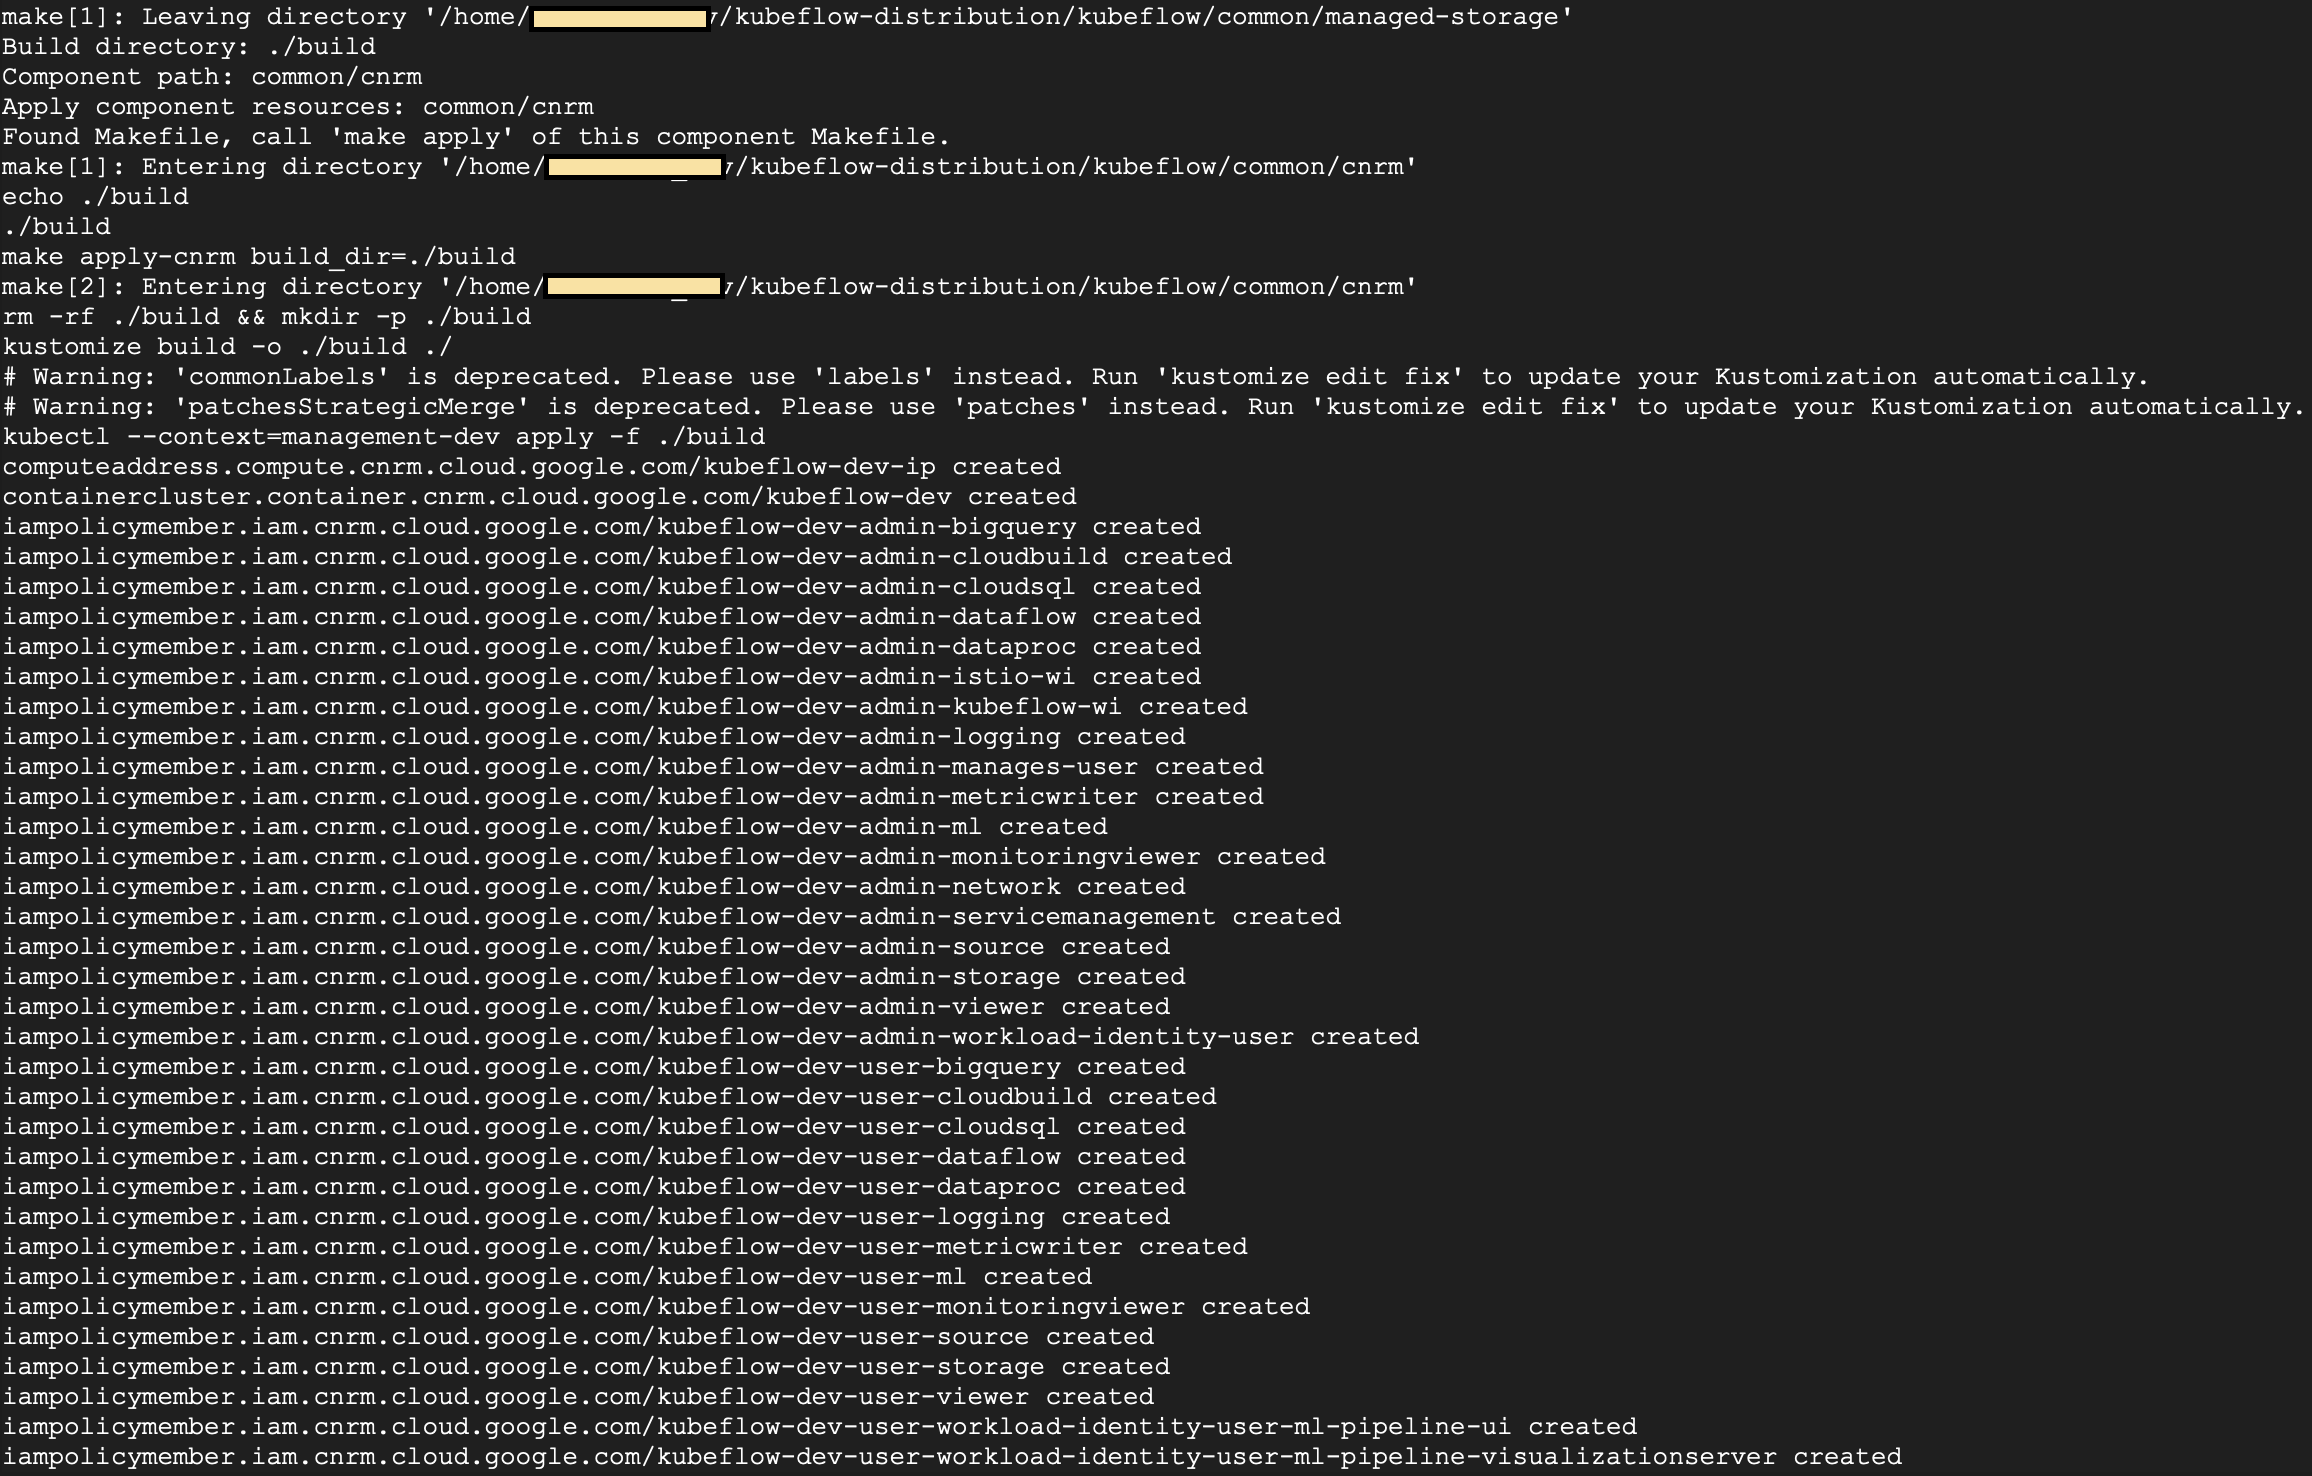 make[1]: Leaving directory '/home/ /kubeflow-distribution/kubeflow/common/managed-storage'
Build directory: ./build
Component path: common/cnrm
Apply component resources: common/cnrm
Found Makefile, call 'make apply' of this component Makefile.
make[1]: Entering directory '/home/ /kubeflow-distribution/kubeflow/common/cnrm'
echo ./build
./build
make apply-cnrm build_dir=./build
make[2]: Entering directory '/home/ /kubeflow-distribution/kubeflow/common/cnrm'
rm -rf ./build && mkdir -p ./build
kustomize build -o ./build ./
# Warning: 'commonLabels' is deprecated. Please use 'labels' instead. Run 'kustomize edit fix' to update your Kustomization automatically.
# Warning: 'patchesStrategicMerge' is deprecated. Please use 'patches' instead. Run 'kustomize edit fix' to update your Kustomization automatically.
kubectl --context=management-dev apply -f ./build
computeaddress.compute.cnrm.cloud.google.com/kubeflow-dev-ip created
containercluster.container.cnrm.cloud.google.com/kubeflow-dev created
iampolicymember.iam.cnrm.cloud.google.com/kubeflow-dev-admin-bigquery created
iampolicymember.iam.cnrm.cloud.google.com/kubeflow-dev-admin-cloudbuild created
iampolicymember.iam.cnrm.cloud.google.com/kubeflow-dev-admin-cloudsql created
iampolicymember.iam.cnrm.cloud.google.com/kubeflow-dev-admin-dataflow created
iampolicymember.iam.cnrm.cloud.google.com/kubeflow-dev-admin-dataproc created
iampolicymember.iam.cnrm.cloud.google.com/kubeflow-dev-admin-istio-wi created
iampolicymember.iam.cnrm.cloud.google.com/kubeflow-dev-admin-kubeflow-wi created
iampolicymember.iam.cnrm.cloud.google.com/kubeflow-dev-admin-logging created
iampolicymember.iam.cnrm.cloud.google.com/kubeflow-dev-admin-manages-user created
iampolicymember.iam.cnrm.cloud.google.com/kubeflow-dev-admin-metricwriter created
iampolicymember.iam.cnrm.cloud.google.com/kubeflow-dev-admin-ml created
iampolicymember.iam.cnrm.cloud.google.com/kubeflow-dev-admin-monitoringviewer created
iampolicymember.iam.cnrm.cloud.google.com/kubeflow-dev-admin-network created
iampolicymember.iam.cnrm.cloud.google.com/kubeflow-dev-admin-servicemanagement created
iampolicymember.iam.cnrm.cloud.google.com/kubeflow-dev-admin-source created
iampolicymember.iam.cnrm.cloud.google.com/kubeflow-dev-admin-storage created
iampolicymember.iam.cnrm.cloud.google.com/kubeflow-dev-admin-viewer created
iampolicymember.iam.cnrm.cloud.google.com/kubeflow-dev-admin-workload-identity-user created
iampolicymember.iam.cnrm.cloud.google.com/kubeflow-dev-user-bigquery created
iampolicymember.iam.cnrm.cloud.google.com/kubeflow-dev-user-cloudbuild created
iampolicymember.iam.cnrm.cloud.google.com/kubeflow-dev-user-cloudsql created
iampolicymember.iam.cnrm.cloud.google.com/kubeflow-dev-user-dataflow created
iampolicymember.iam.cnrm.cloud.google.com/kubeflow-dev-user-dataproc created
iampolicymember.iam.cnrm.cloud.google.com/kubeflow-dev-user-logging created
iampolicymember.iam.cnrm.cloud.google.com/kubeflow-dev-user-metricwriter created
iampolicymember.iam.cnrm.cloud.google.com/kubeflow-dev-user-ml created
iampolicymember.iam.cnrm.cloud.google.com/kubeflow-dev-user-monitoringviewer created
iampolicymember.iam.cnrm.cloud.google.com/kubeflow-dev-user-source created
iampolicymember.iam.cnrm.cloud.google.com/kubeflow-dev-user-storage created
iampolicymember.iam.cnrm.cloud.google.com/kubeflow-dev-user-viewer created
iampolicymember.iam.cnrm.cloud.google.com/kubeflow-dev-user-workload-identity-user-ml-pipeline-ui created
iampolicymember.iam.cnrm.cloud.google.com/kubeflow-dev-user-workload-identity-user-ml-pipeline-visualizationserver created